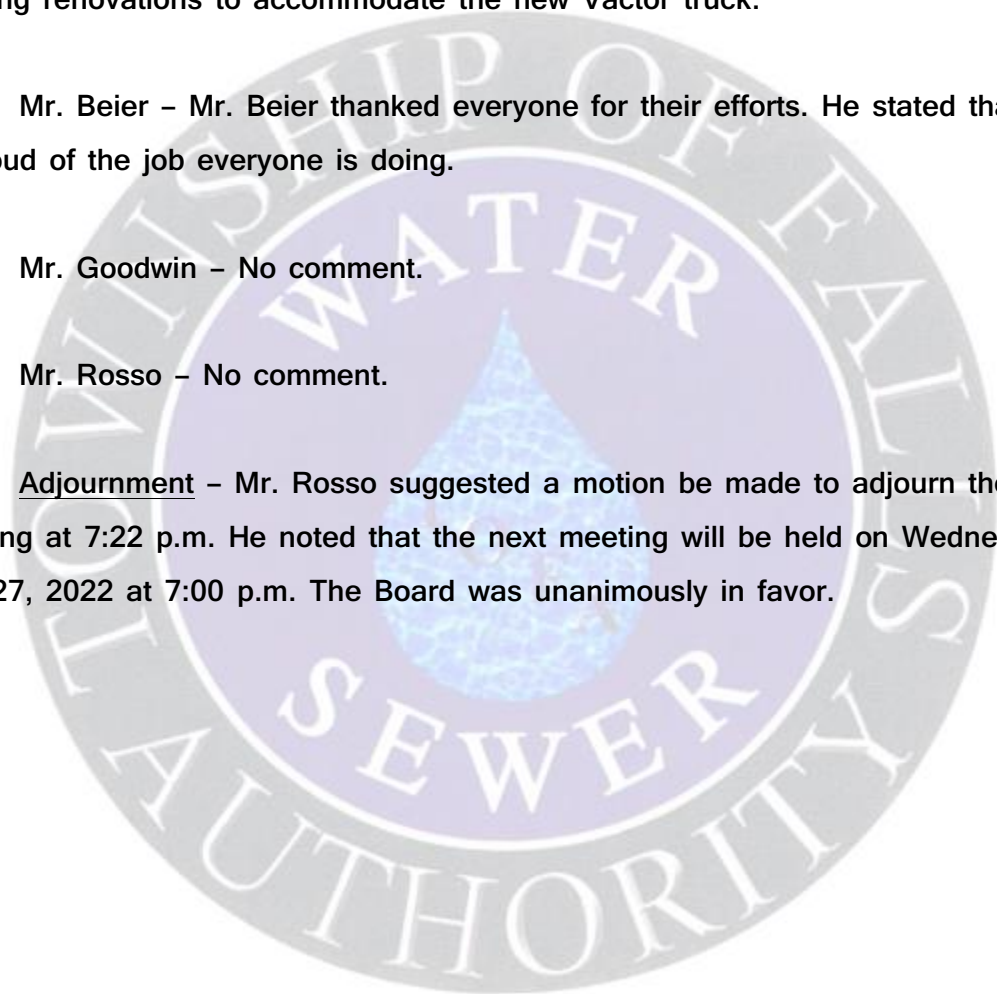 ng renovations to accommodate the new Vactor truck.
Mr. Beier – Mr. Beier thanked everyone for their efforts. He stated tha
oud of the job everyone is doing.
Mr. Goodwin – No comment.
Mr. Rosso – No comment.
Adjournment – Mr. Rosso suggested a motion be made to adjourn the
ng at 7:22 p.m. He noted that the next meeting will be held on Wedne
27, 2022 at 7:00 p.m. The Board was unanimously in favor.
TOWNSHIP OF FALLS
WATER
SEWER
AUTHORITY